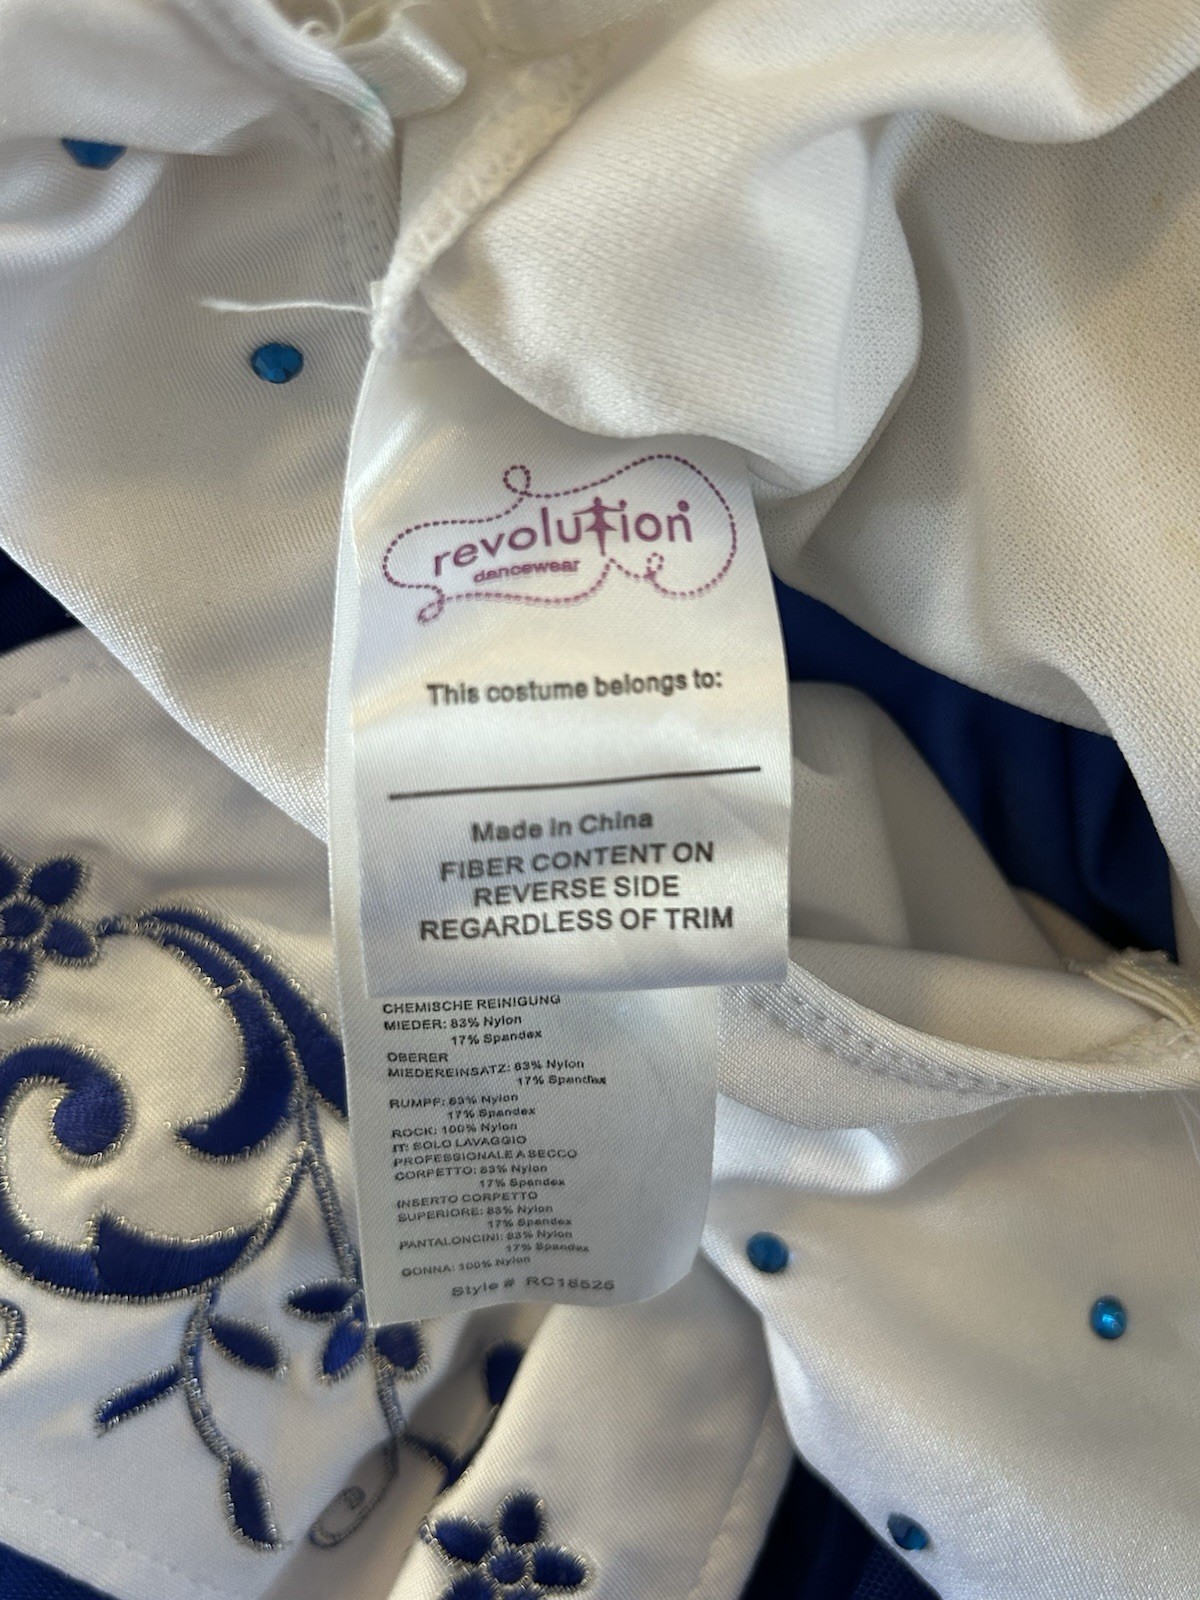 revolution
dancewear
This costume belongs to:
Made in China
FIBER CONTENT ON
REVERSE SIDE
REGARDLESS OF TRIM
CHEMISCHE REINIGUNG
MIEDER: 83% Nylon
17% Spandex
OBERER
MIEDEREINSATZ: 83% Nylon
17% Spandex
RUMPF: 83% Nylon
17% Spandex
ROCK: 100% Nylon
IT: SOLO LAVAGGIO
PROFESSIONALE A SECCO
CORPETTO: 83% Nylon
17% Spandex
INSERTO CORPETTO
SUPERIORE: 83% Nylon
17% Spandex
PANTALONCINI: 83% Nylon
17% Spandex
GONNA: 100% Nylon
Style # RC18525